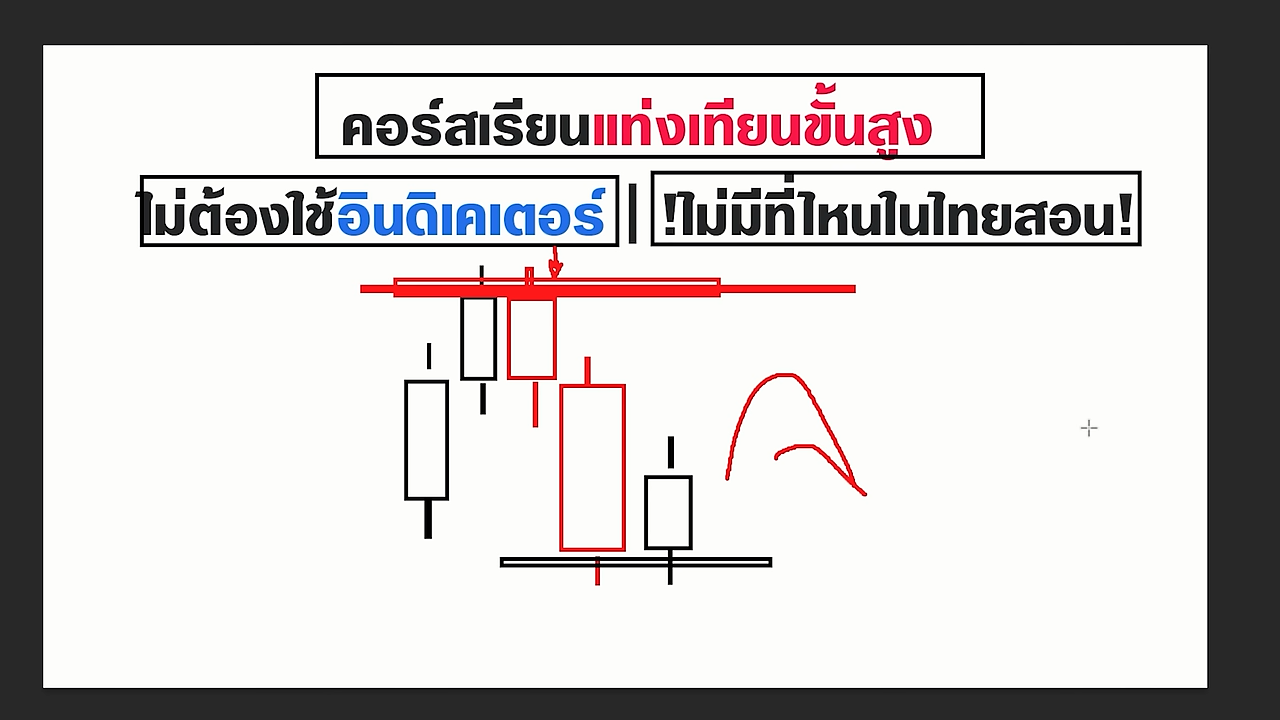 คอร์สเรียนแท่งเทียนขั้นสูง
ไม่ต้องใช้อินดิเคเตอร์ | !ไม่มีที่ไหนในไทยสอน!